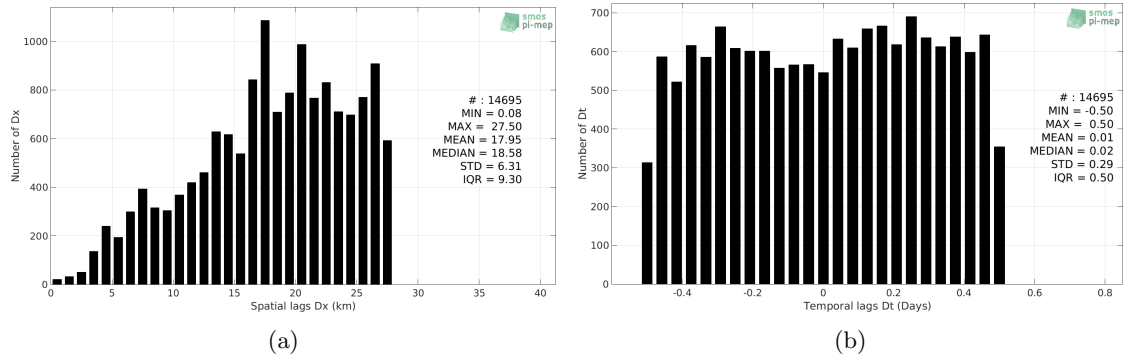 smos
pi-mep
1000
800
600
400
200
0
Number of Dx
# : 14695
MIN = 0.08
MAX = 27.50
MEAN = 17.95
MEDIAN = 18.58
STD = 6.31
IQR = 9.30
0 5 10 15 20 25 30 35 40
Spatial lags Dx (km)
(a)
smos
pi-mep
700
600
500
400
300
200
100
0
Number of Dt
# : 14695
MIN = -0.50
MAX = 0.50
MEAN = 0.01
MEDIAN = 0.02
STD = 0.29
IQR = 0.50
-0.4 -0.2 0 0.2 0.4 0.6 0.8
Temporal lags Dt (Days)
(b)